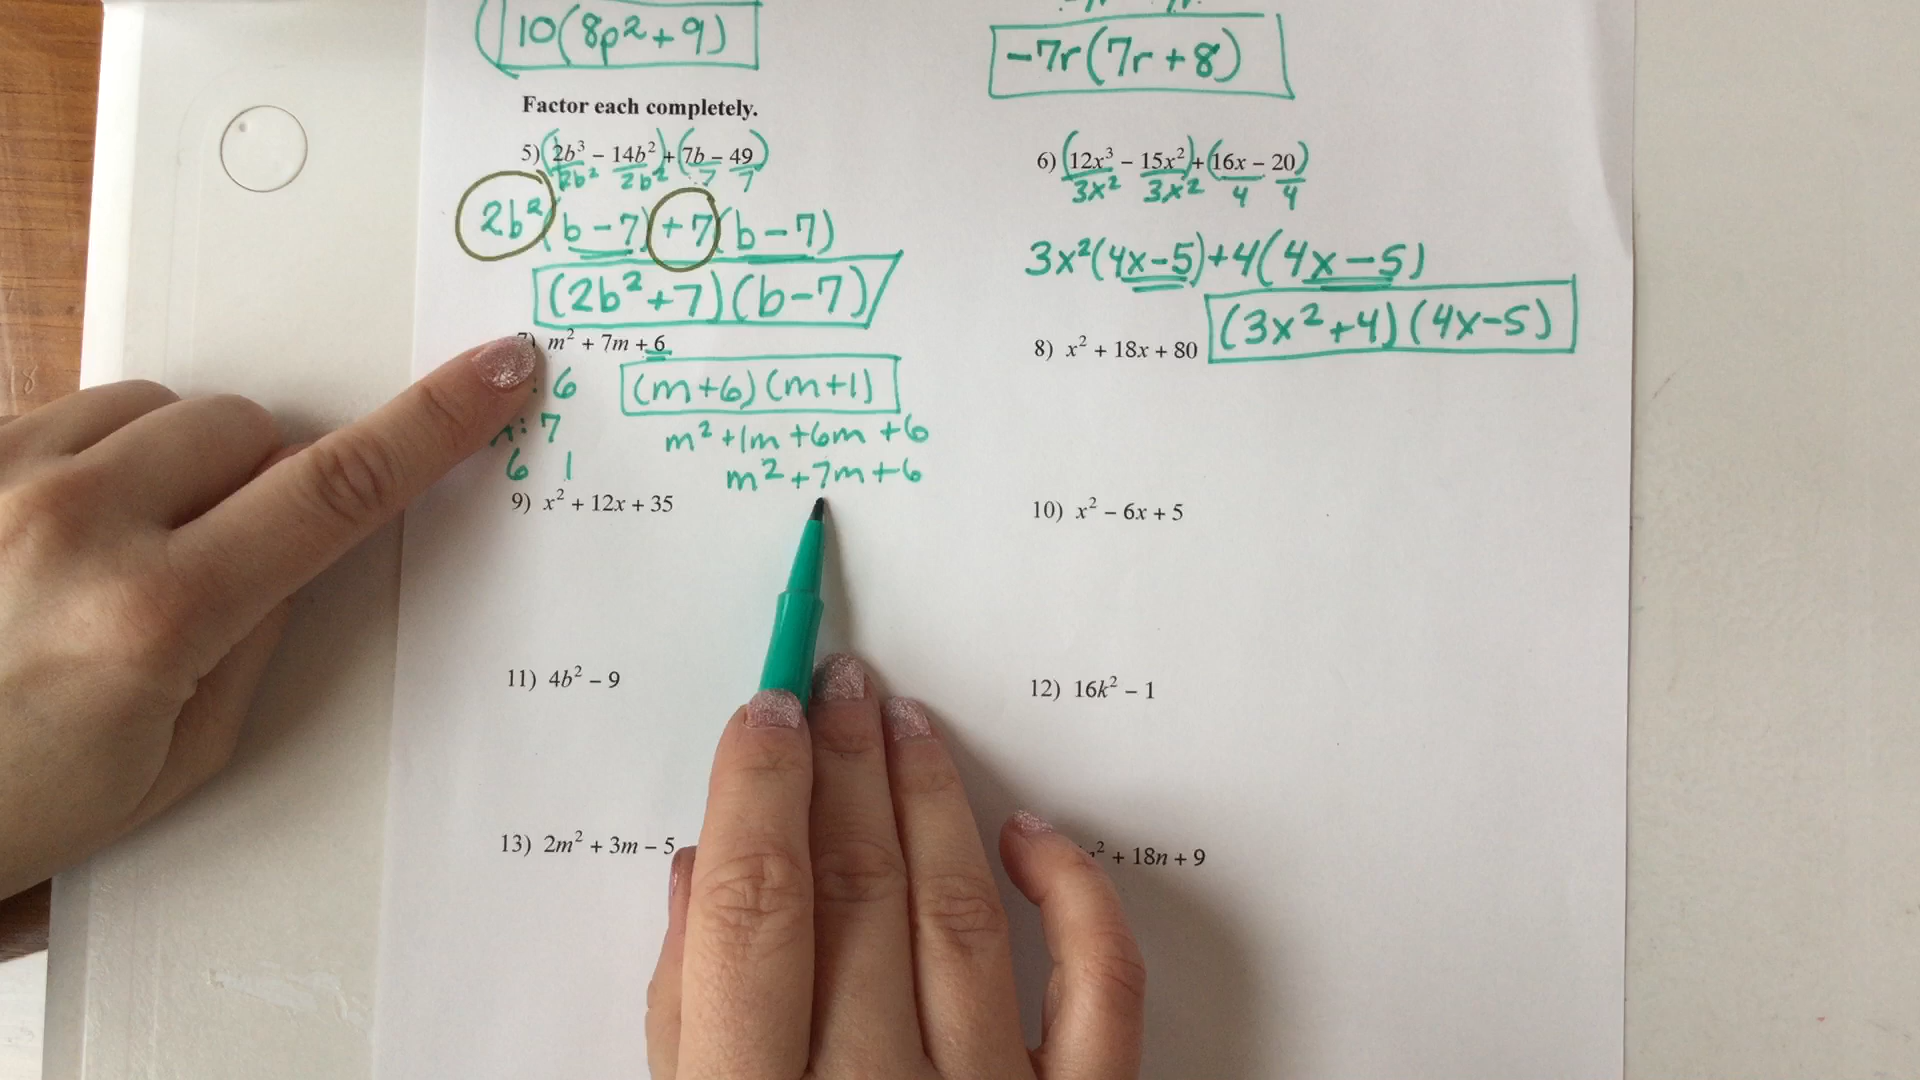 10(8p²+9)
-7r(7r+8)
Factor each completely.
5) (2b³ − 14b²)+(7b − 49)
2b² 2b² 7 7
2b²(b-7)+7(b-7)
(2b²+7)(b-7)
6) (12x³ − 15x²)+(16x − 20)
3x² 3x² 4 4
3x²(4x-5)+4(4x-5)
(3x²+4)(4x-5)
7) m² + 7m + 6
: 6
: 7
6 1
(m+6)(m+1)
m²+1m+6m+6
m²+7m+6
8) x² + 18x + 80
9) x² + 12x + 35
10) x² − 6x + 5
11) 4b² − 9
12) 16k² − 1
13) 2m² + 3m − 5
² + 18n + 9